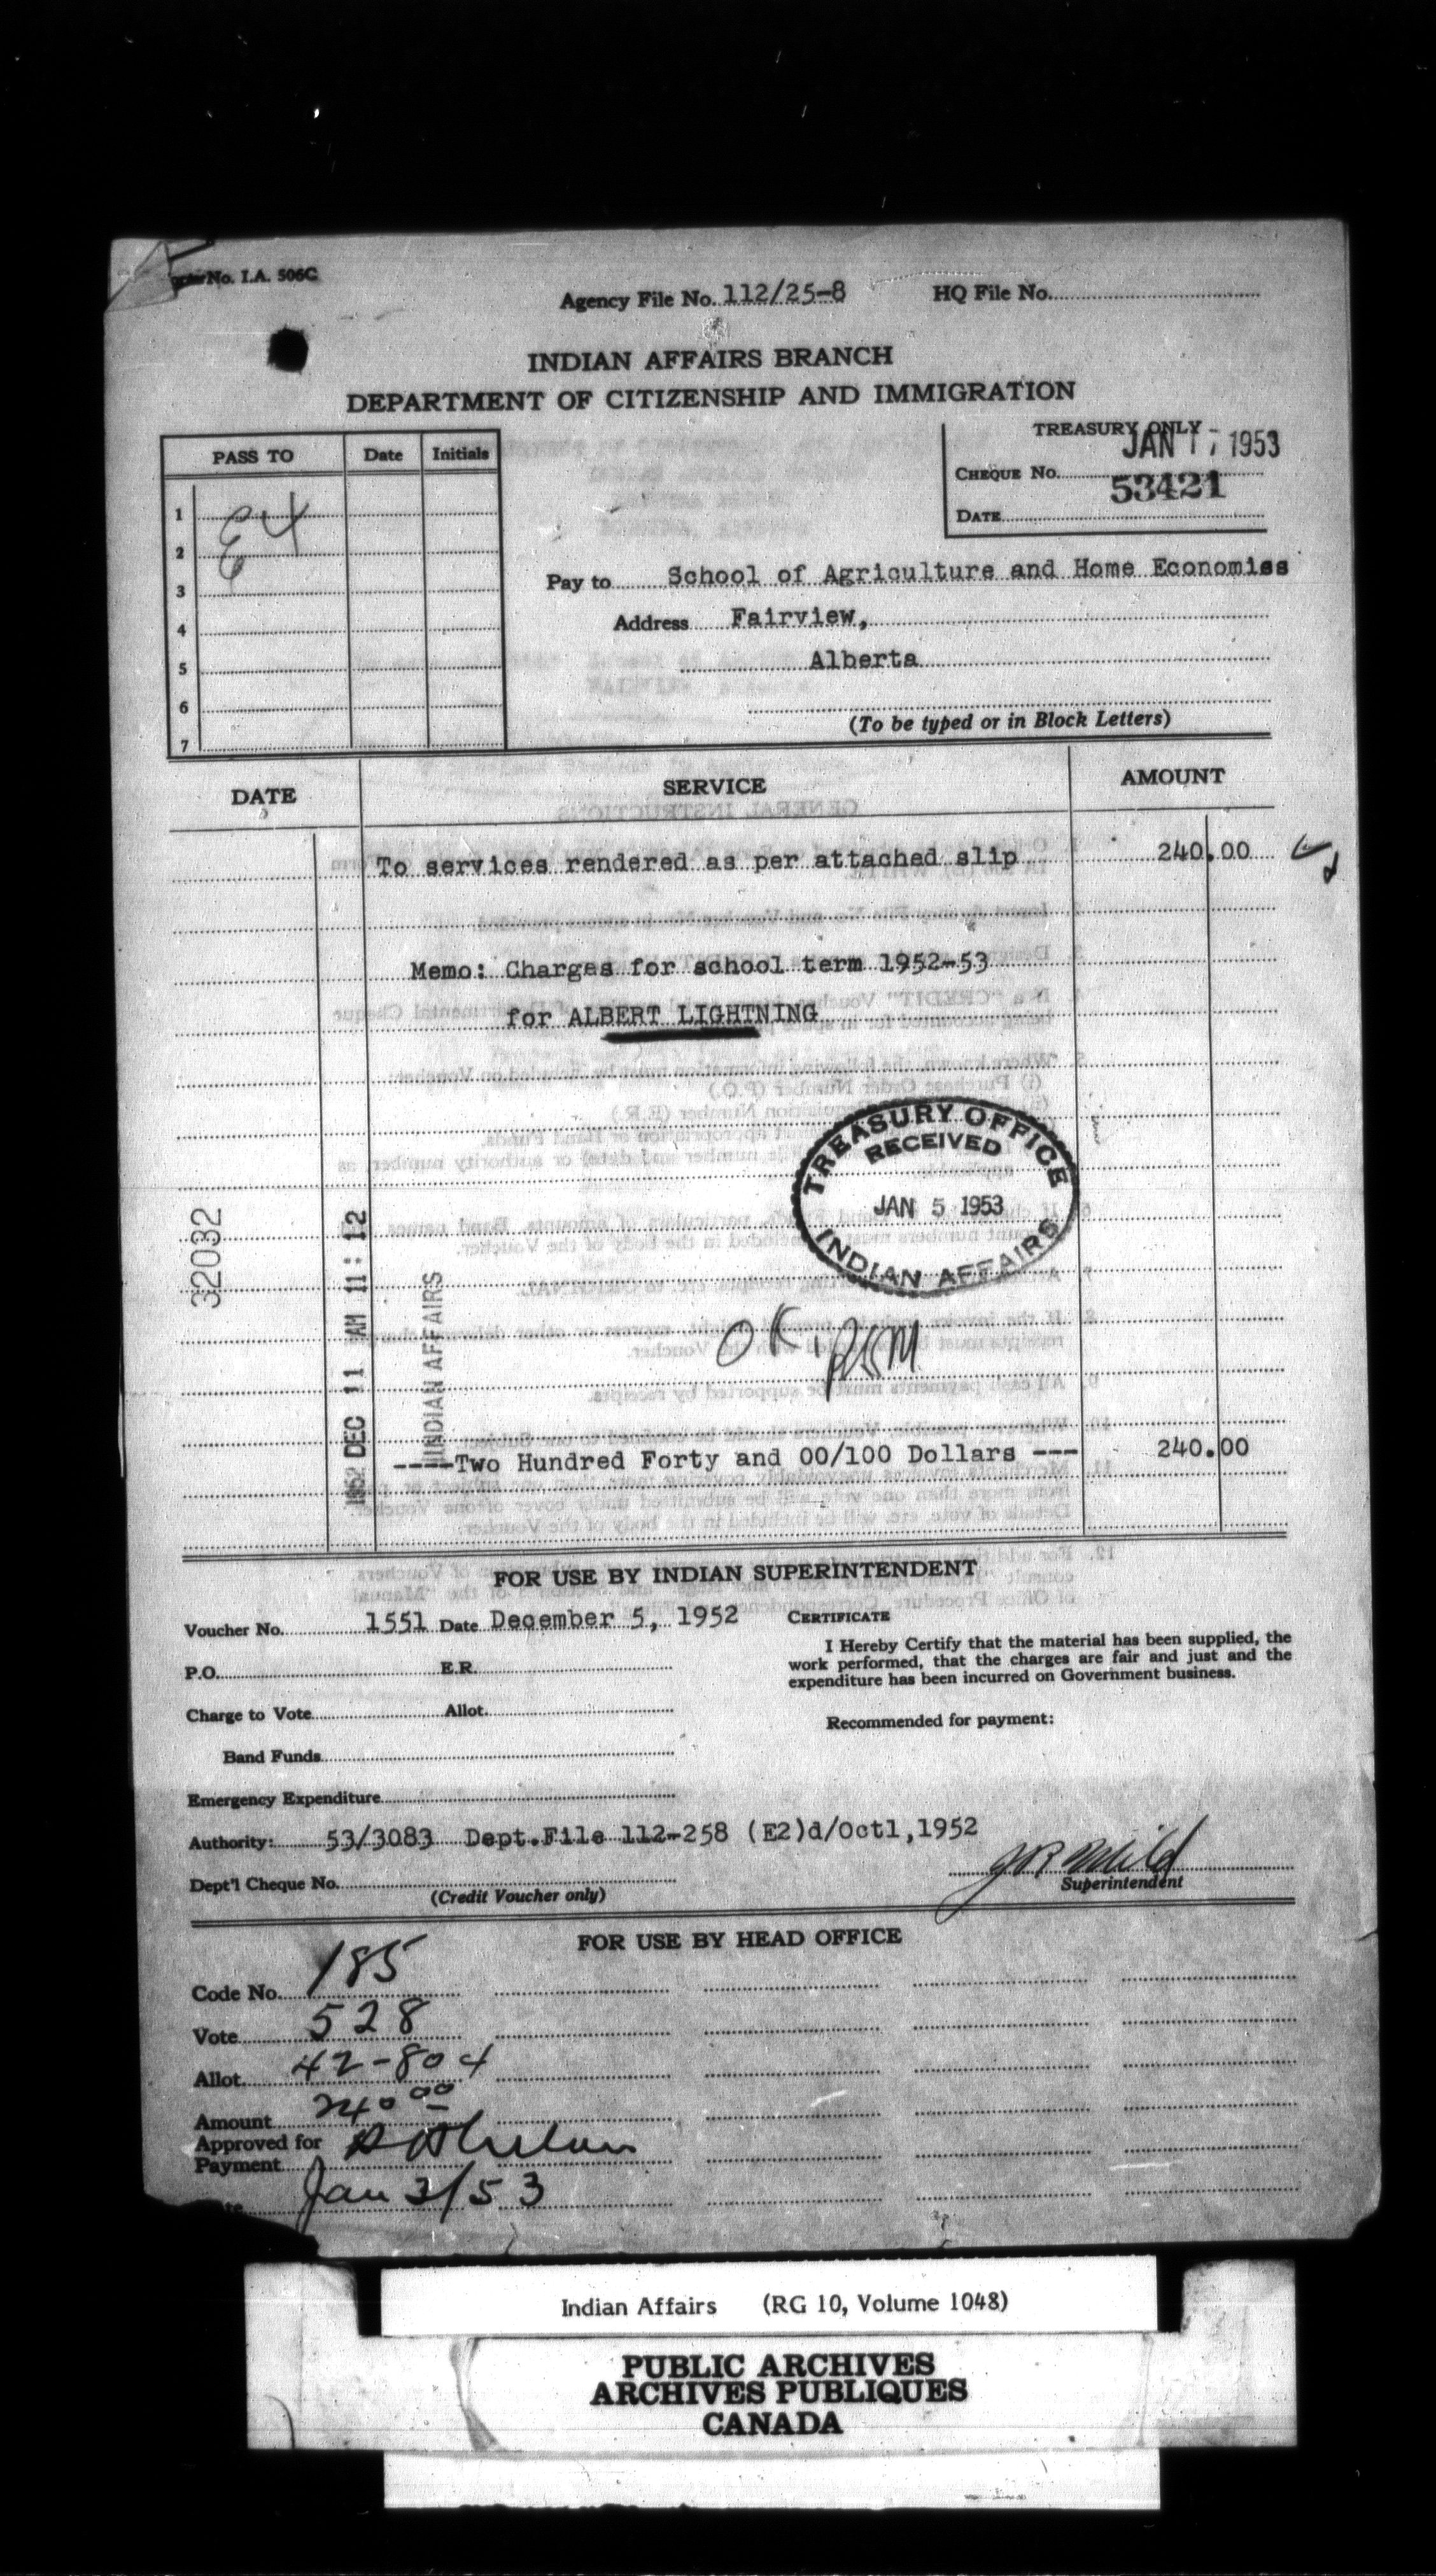 No. I.A. 506C
Agency File No. 112/25-8 HQ File No.
INDIAN AFFAIRS BRANCH
DEPARTMENT OF CITIZENSHIP AND IMMIGRATION
PASS TO Date Initials
1
2
3
4
5
6
7
E4
TREASURY ONLY
JAN 17 1953
CHEQUE No.
53421
DATE
Pay to School of Agriculture and Home Economiss
Address Fairview,
Alberta
(To be typed or in Block Letters)
DATE SERVICE AMOUNT
To services rendered as per attached slip 240.00
Memo: Charges for school term 1952-53
for ALBERT LIGHTNING
TREASURY OFFICE
RECEIVED
JAN 5 1953
INDIAN AFFAIRS
32032
1952 DEC 11 AM 11:12
INDIAN AFFAIRS
OK
----Two Hundred Forty and 00/100 Dollars --- 240.00
FOR USE BY INDIAN SUPERINTENDENT
Voucher No. 1551 Date December 5, 1952
P.O. E.R.
Charge to Vote Allot.
Band Funds
Emergency Expenditure
Authority: 53/3083 Dept.File 112-258 (E2)d/Oct1,1952
Dept'l Cheque No.
(Credit Voucher only)
CERTIFICATE
I Hereby Certify that the material has been supplied, the
work performed, that the charges are fair and just and the
expenditure has been incurred on Government business.
Recommended for payment:
Superintendent
FOR USE BY HEAD OFFICE
Code No. 185
Vote 528
Allot. 42-804
Amount 240 00
Approved for
Payment
Jan 3/53
Indian Affairs (RG 10, Volume 1048)
PUBLIC ARCHIVES
ARCHIVES PUBLIQUES
CANADA